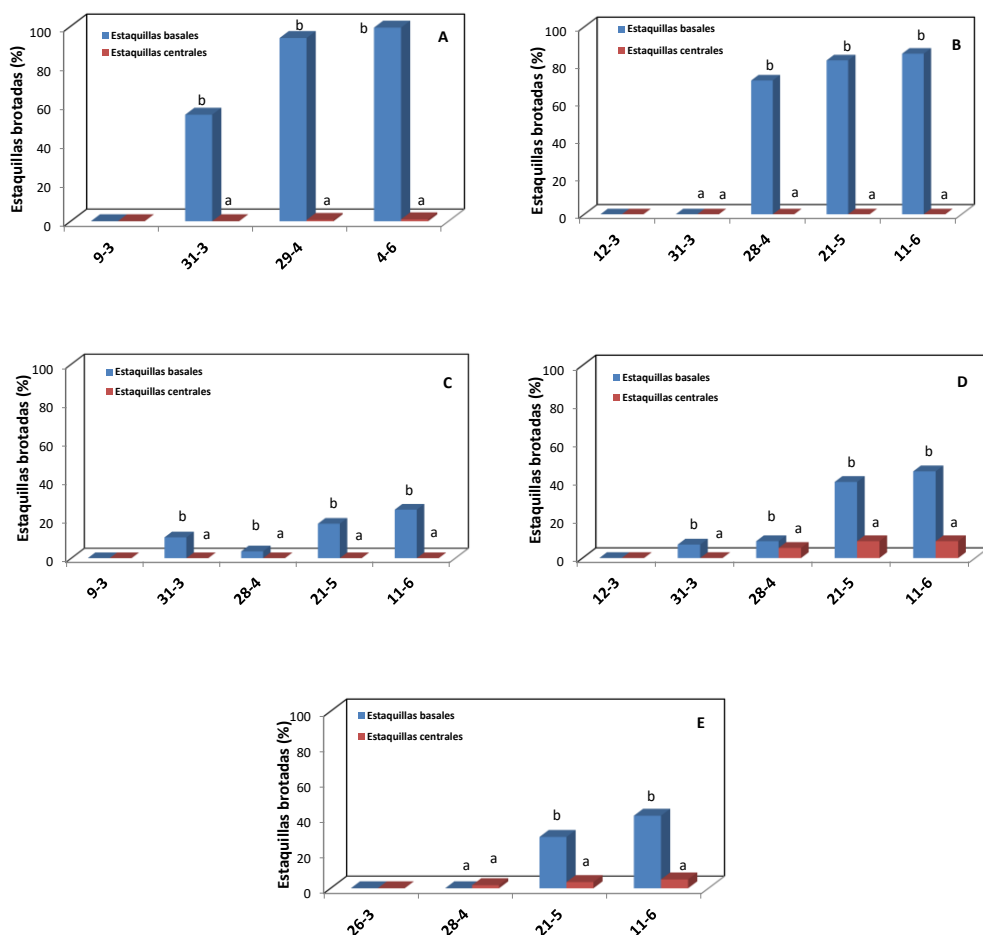 Estaquillas brotadas (%)
100
80
60
40
20
0
Estaquillas basales
Estaquillas centrales
A
b
a
b
a
b
a
9-3
31-3
29-4
4-6
Estaquillas brotadas (%)
100
80
60
40
20
0
Estaquillas basales
Estaquillas centrales
B
a
a
b
a
b
a
b
a
12-3
31-3
28-4
21-5
11-6
Estaquillas brotadas (%)
100
80
60
40
20
0
Estaquillas basales
Estaquillas centrales
C
b
a
b
a
b
a
b
a
9-3
31-3
28-4
21-5
11-6
Estaquillas brotadas (%)
100
80
60
40
20
0
Estaquillas basales
Estaquillas centrales
D
b
a
b
a
b
a
b
a
12-3
31-3
28-4
21-5
11-6
Estaquillas brotadas (%)
100
80
60
40
20
0
Estaquillas basales
Estaquillas centrales
E
a
a
b
a
b
a
26-3
28-4
21-5
11-6